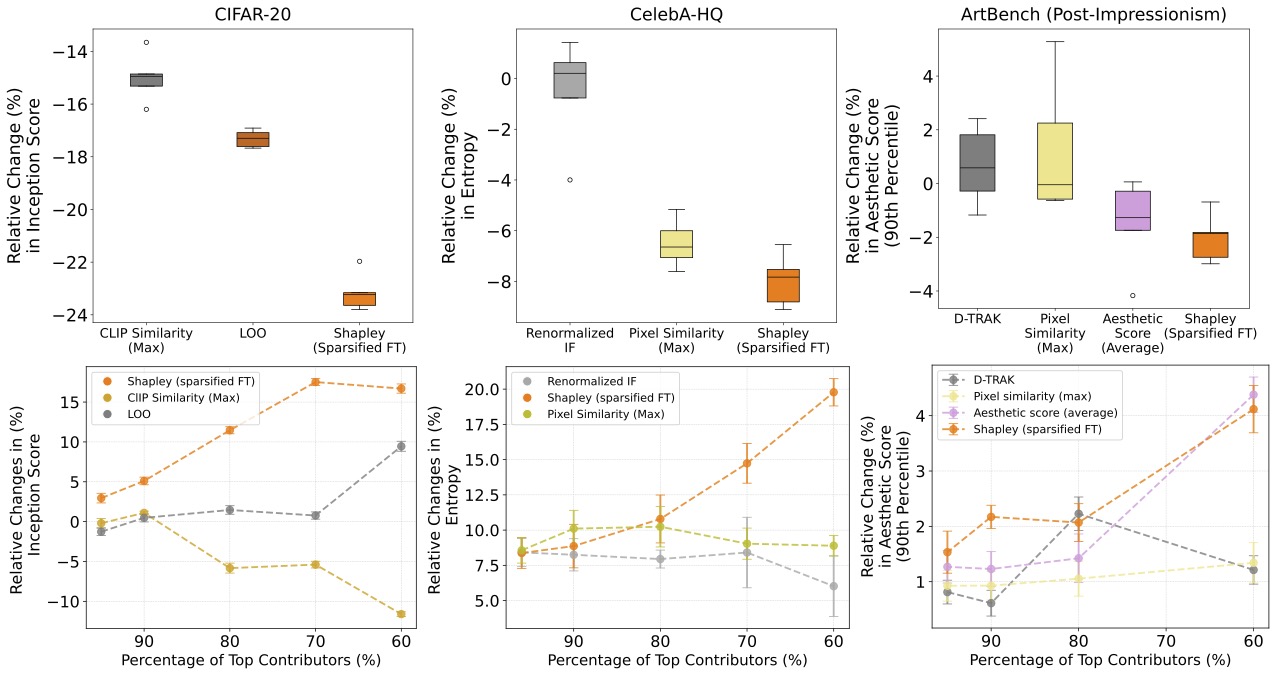 CIFAR-20
Relative Change (%)
in Inception Score
−14
−16
−18
−20
−22
−24
CLIP Similarity
(Max)
LOO
Shapley
(Sparsified FT)
CelebA-HQ
Relative Change (%)
in Entropy
0
−2
−4
−6
−8
Renormalized
IF
Pixel Similarity
(Max)
Shapley
(Sparsified FT)
ArtBench (Post-Impressionism)
Relative Change (%)
in Aesthetic Score
(90th Percentile)
4
2
0
−2
−4
D-TRAK
Pixel
Similarity
(Max)
Aesthetic
Score
(Average)
Shapley
(Sparsified FT)
Relative Changes in (%)
Inception Score
15
10
5
0
−5
−10
Shapley (sparsified FT)
ClIP Similarity (Max)
LOO
90
80
70
60
Percentage of Top Contributors (%)
Relative Changes in (%)
Entropy
20.0
17.5
15.0
12.5
10.0
7.5
5.0
Renormalized IF
Shapley (sparsified FT)
Pixel Similarity (Max)
90
80
70
60
Percentage of Top Contributors (%)
Relative Change (%)
in Aesthetic Score
(90th Percentile)
4
3
2
1
D-TRAK
Pixel similarity (max)
Aesthetic score (average)
Shapley (sparsified FT)
90
80
70
60
Percentage of Top Contributors (%)